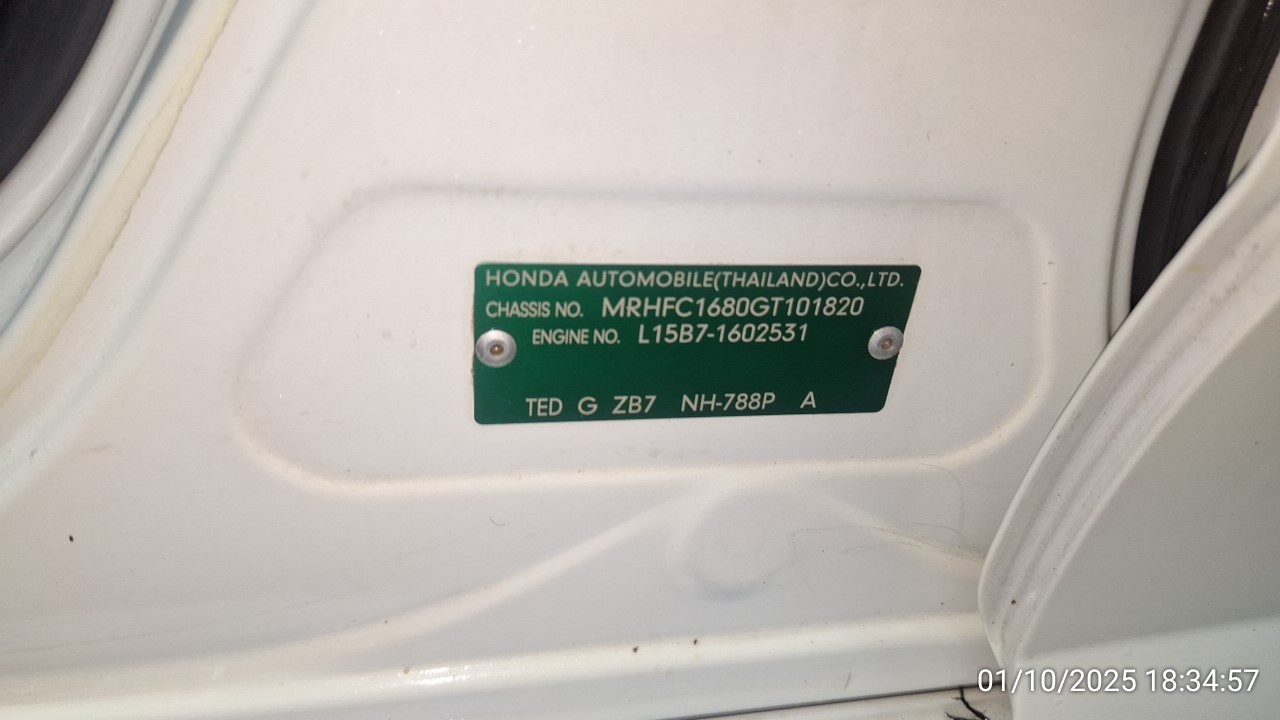 HONDA AUTOMOBILE(THAILAND)CO.,LTD.
CHASSIS NO. MRHFC1680GT101820
ENGINE NO. L15B7-1602531
TED G ZB7 NH-788P A
01/10/2025 18:34:57